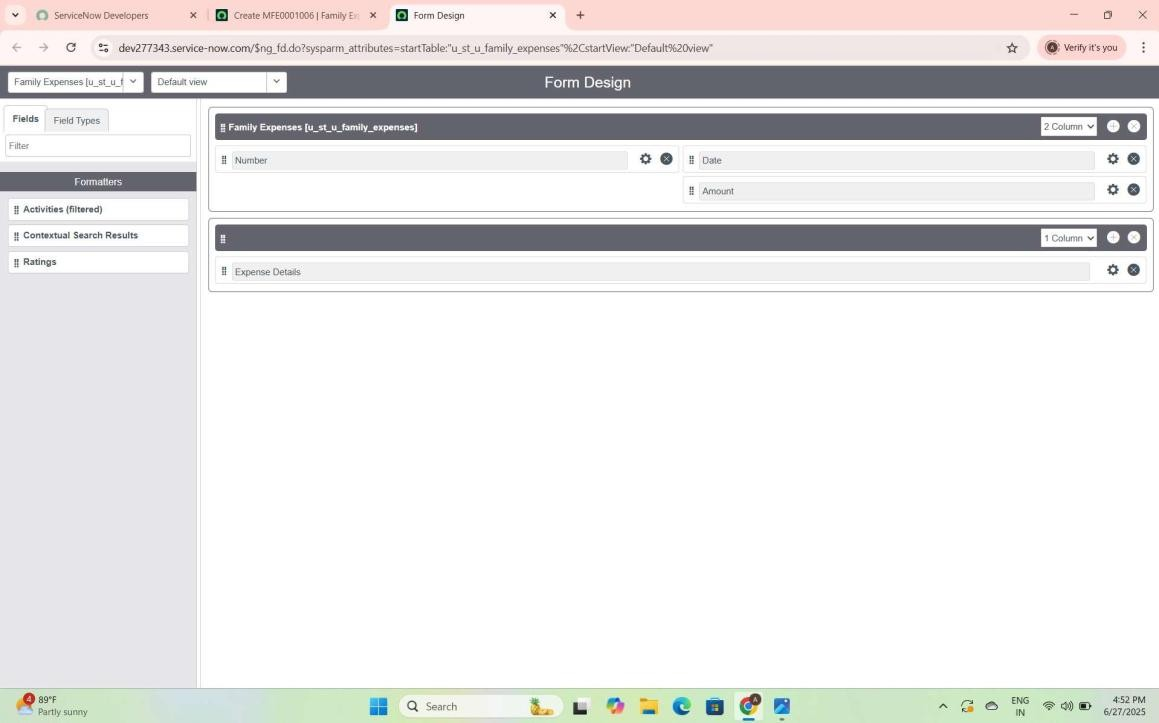 ServiceNow Developers
Create MFE0001006 | Family Ex
Form Design
dev277343.service-now.com/$ng_fd.do?sysparm_attributes=startTable:"u_st_u_family_expenses"%2CstartView:"Default%20view"
Verify it's you
Family Expenses [u_st_u_f
Default view
Form Design
Fields
Field Types
Filter
Formatters
Activities (filtered)
Contextual Search Results
Ratings
Family Expenses [u_st_u_family_expenses]
2 Column
Number
Date
Amount
1 Column
Expense Details
4
89°F
Partly sunny
Search
A
ENG
IN
4:52 PM
6/27/2025